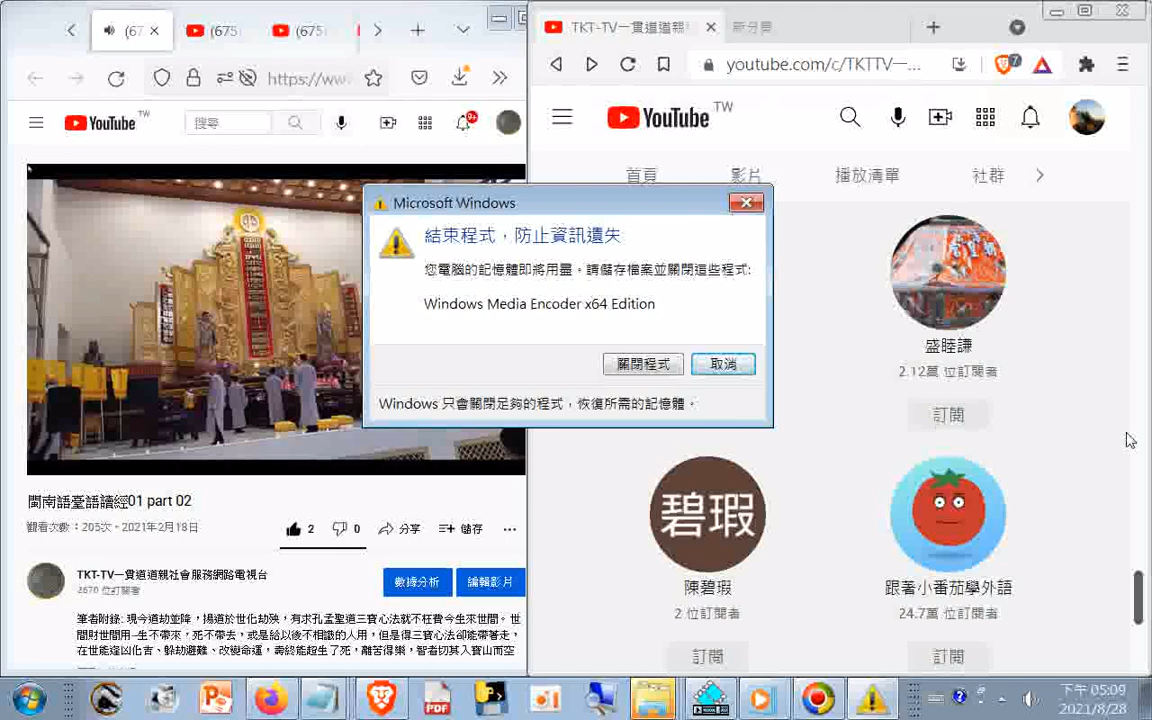 (67
(675
(675
https://www
YouTube TW
搜尋
9+
閩南語臺語讀經01 part 02
觀看次數：205次・2021年2月18日
2
0
分享
儲存
TKT-TV一貫道道親社會服務網路電視台
2670 位訂閱者
數據分析
編輯影片
筆者附錄: 現今道劫並降，揚道於世化劫殃，有求孔孟聖道三寶心法就不枉費今生來世間。世
間財世間用─生不帶來，死不帶去，或是給以後不相識的人用，但是得三寶心法卻能帶著走，
在世能逢凶化吉、躲劫避難、改變命運，壽終能超生了死，離苦得樂，智者切莫入寶山而空
TKT-TV一貫道道親
新分頁
youtube.com/c/TKTTV一...
7
YouTube TW
首頁
影片
播放清單
社群
盛睦謙
2.12萬 位訂閱者
訂閱
碧瑕
陳碧瑕
2 位訂閱者
訂閱
跟著小番茄學外語
24.7萬 位訂閱者
訂閱
Microsoft Windows
結束程式，防止資訊遺失
您電腦的記憶體即將用盡。請儲存檔案並關閉這些程式:
Windows Media Encoder x64 Edition
關閉程式
取消
Windows 只會關閉足夠的程式，恢復所需的記憶體。
PDF
下午 05:09
2021/8/28